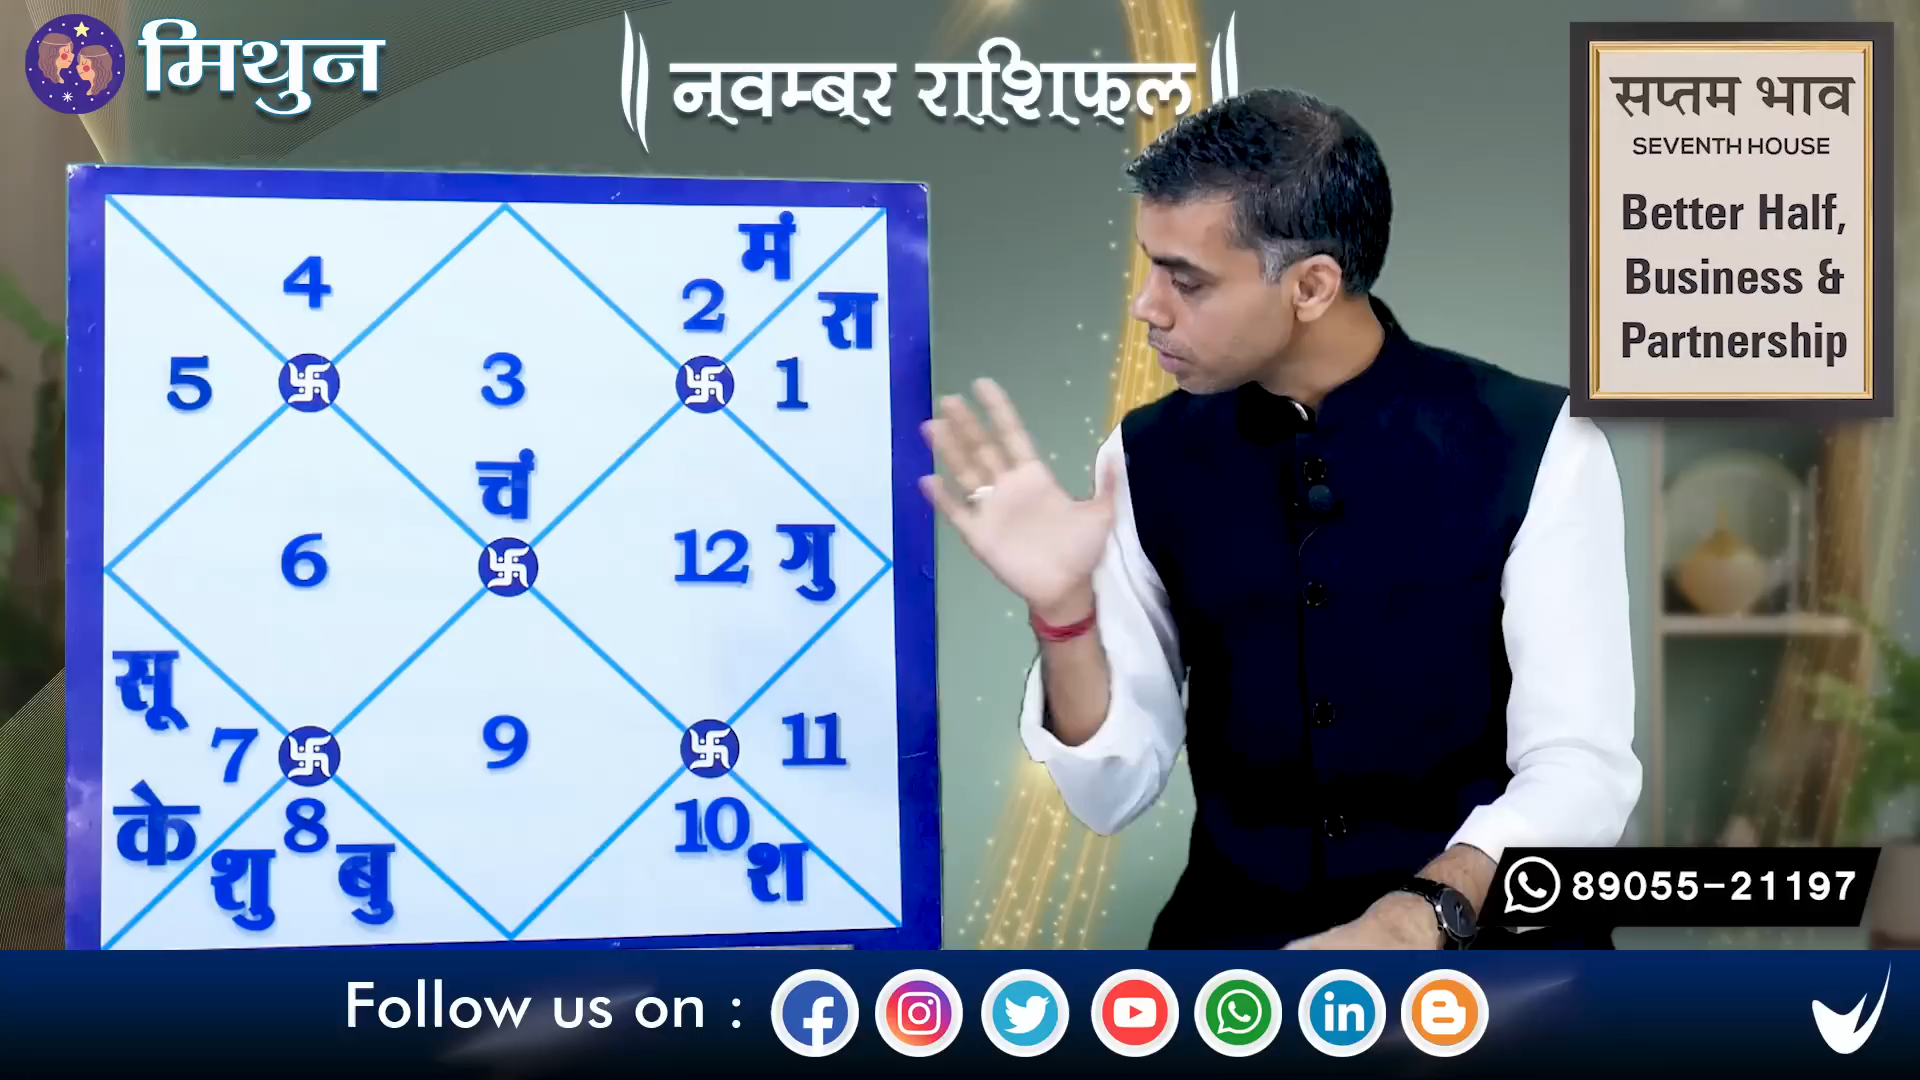 मिथुन
नवम्बर राशिफल
सप्तम भाव
SEVENTH HOUSE
Better Half,
Business &
Partnership
4
2 मं
रा
5
3
1
चं
6
12 गु
सू
7
9
11
के
8
10
शु बु
श
89055-21197
Follow us on :